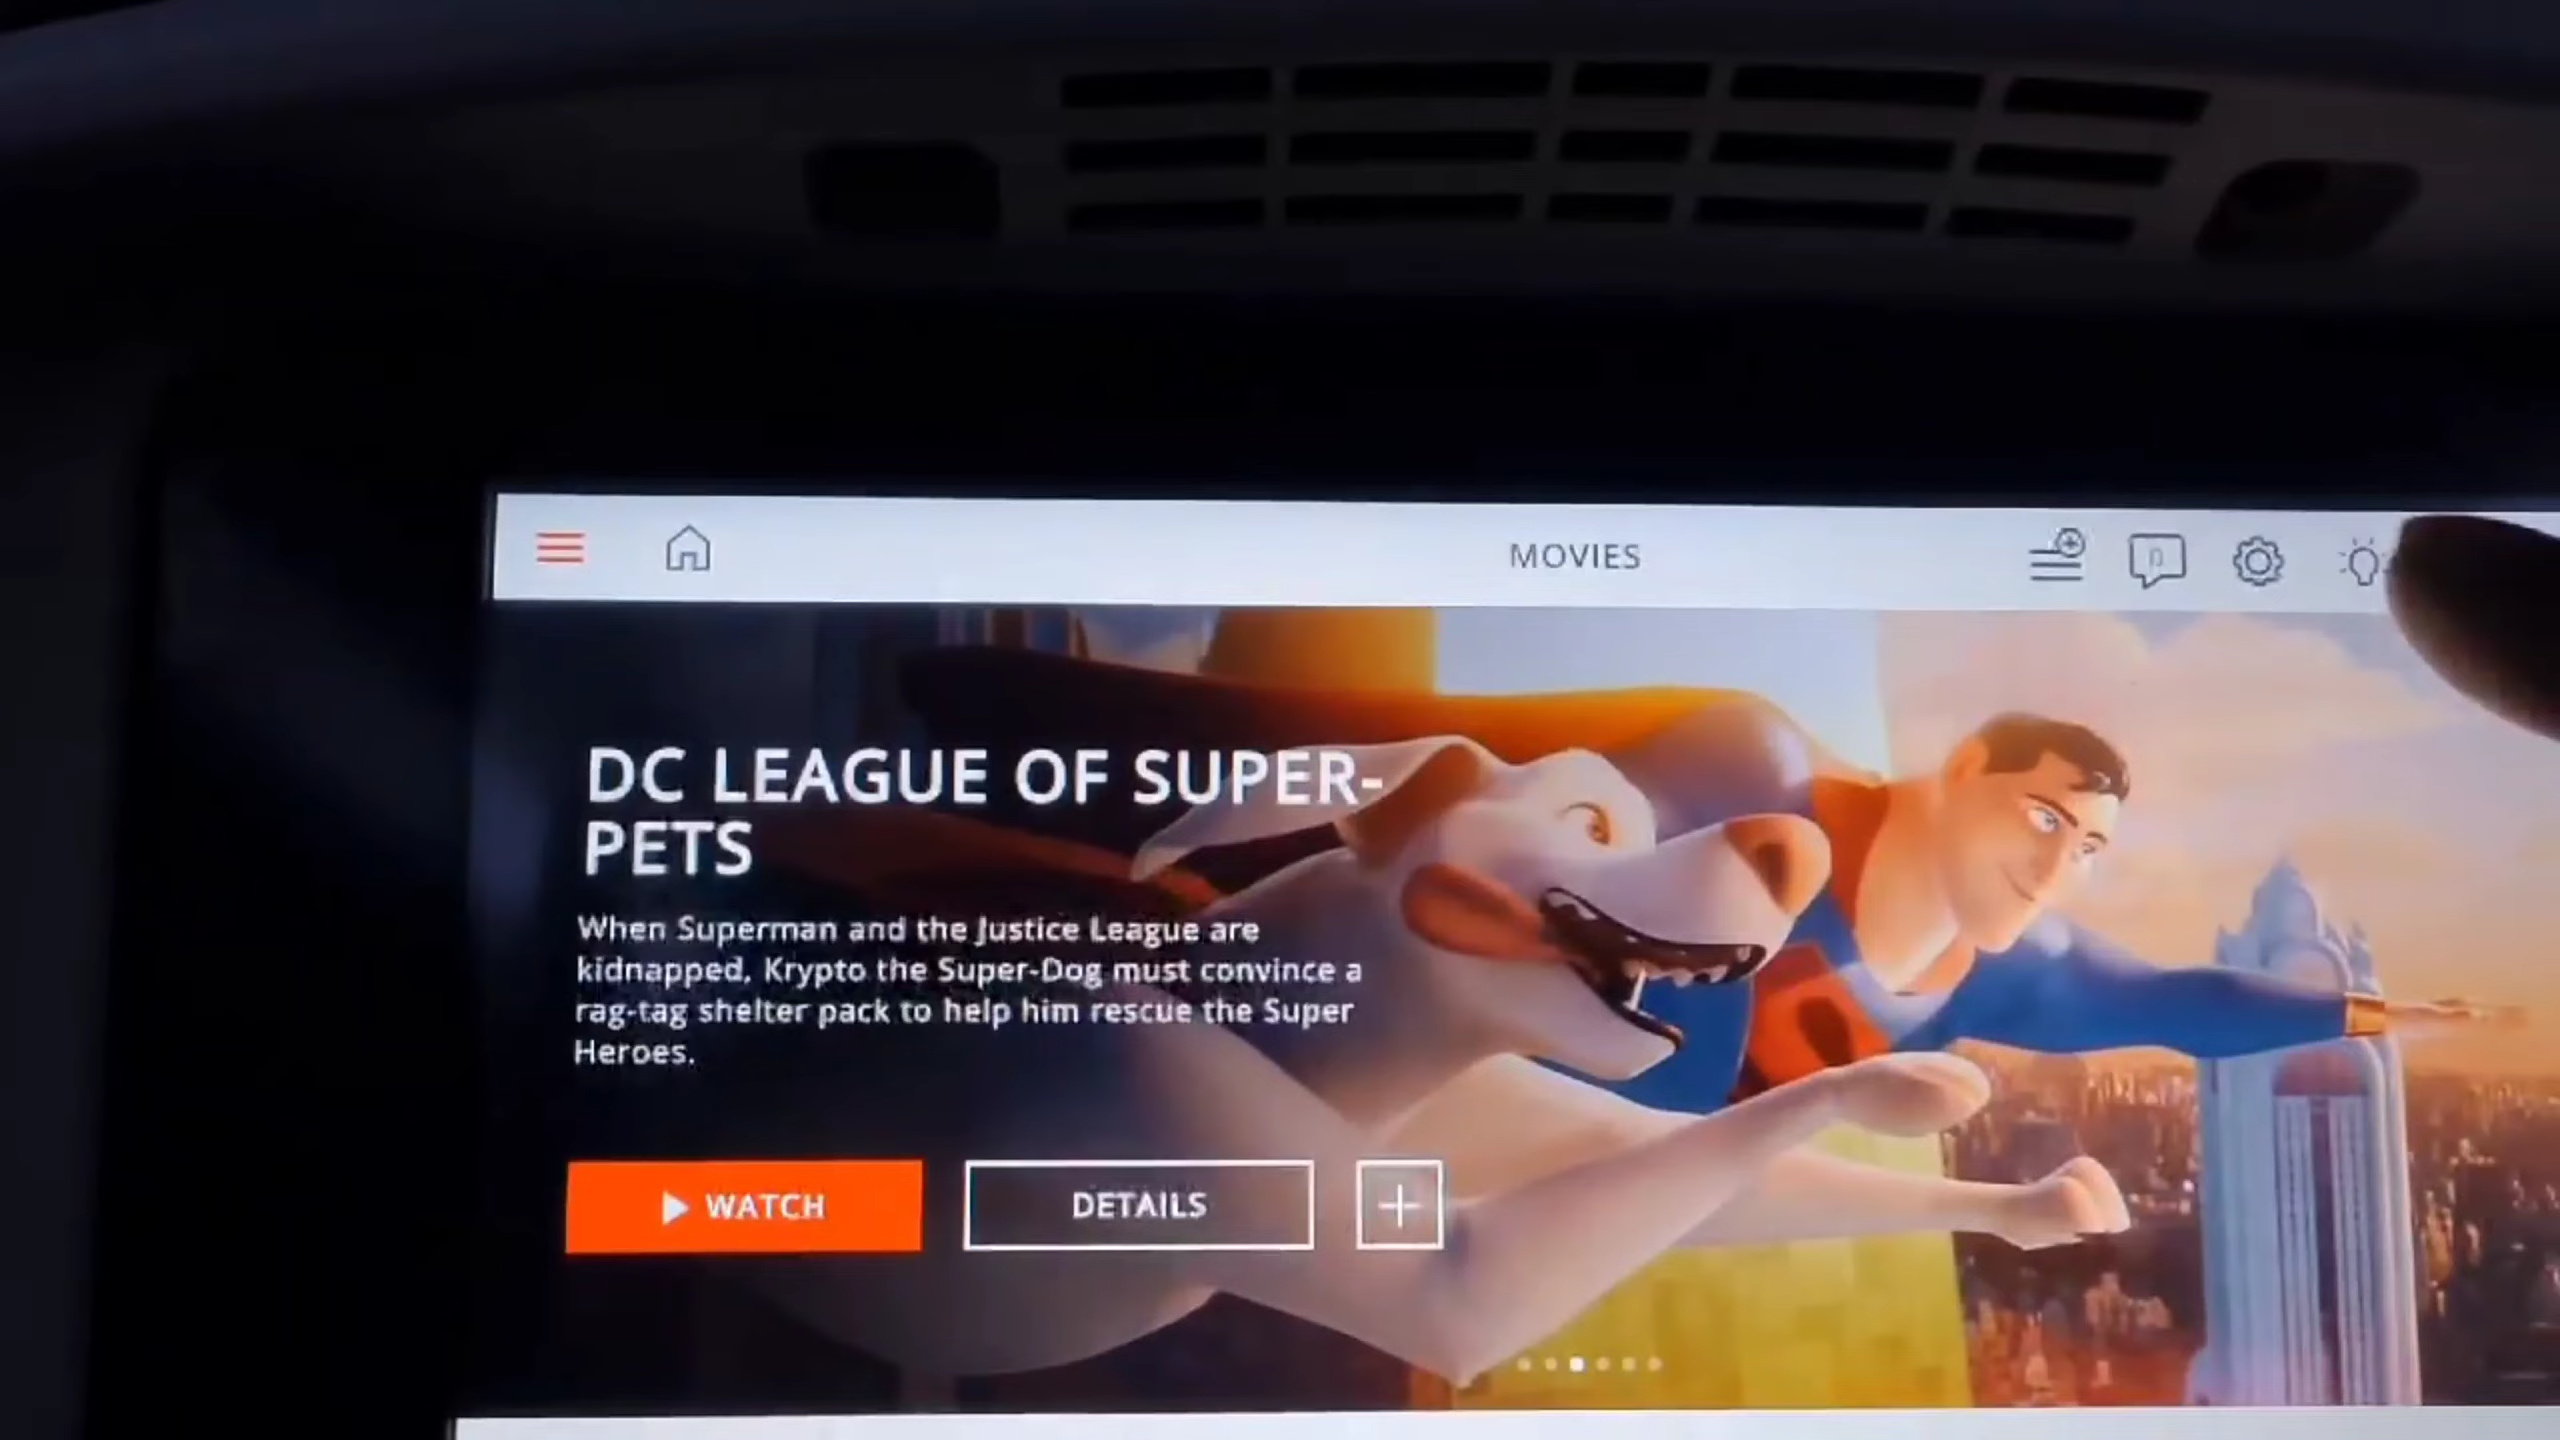 MOVIES
0
DC LEAGUE OF SUPER-
PETS
When Superman and the Justice League are
kidnapped, Krypto the Super-Dog must convince a
rag-tag shelter pack to help him rescue the Super
Heroes.
WATCH
DETAILS